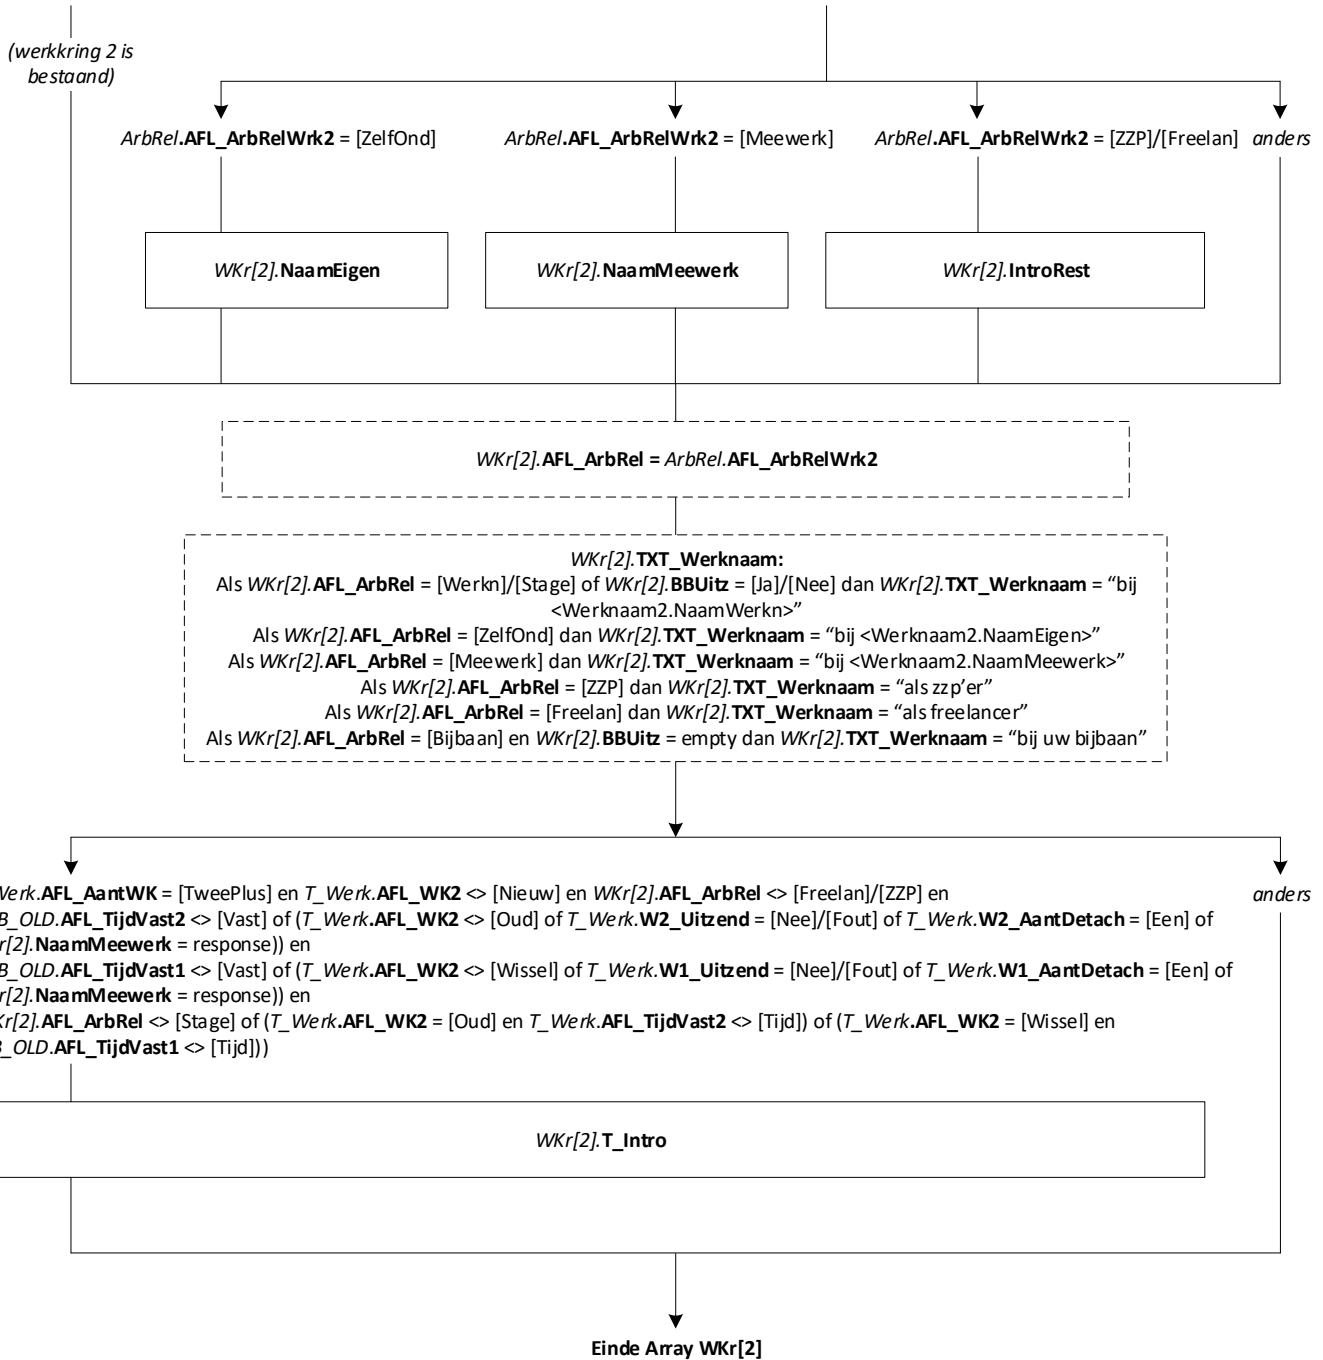 (werkkring 2 is
bestaand)
ArbRel.AFL_ArbRelWrk2 = [ZelfOnd]
ArbRel.AFL_ArbRelWrk2 = [Meewerk]
ArbRel.AFL_ArbRelWrk2 = [ZZP]/[Freelan]
anders
WKr[2].NaamEigen
WKr[2].NaamMeewerk
WKr[2].IntroRest
WKr[2].AFL_ArbRel = ArbRel.AFL_ArbRelWrk2
WKr[2].TXT_Werknaam:
Als WKr[2].AFL_ArbRel = [Werkn]/[Stage] of WKr[2].BBUitz = [Ja]/[Nee] dan WKr[2].TXT_Werknaam = “bij
<Werknaam2.NaamWerkn>”
Als WKr[2].AFL_ArbRel = [ZelfOnd] dan WKr[2].TXT_Werknaam = “bij <Werknaam2.NaamEigen>”
Als WKr[2].AFL_ArbRel = [Meewerk] dan WKr[2].TXT_Werknaam = “bij <Werknaam2.NaamMeewerk>”
Als WKr[2].AFL_ArbRel = [ZZP] dan WKr[2].TXT_Werknaam = “als zzp’er”
Als WKr[2].AFL_ArbRel = [Freelan] dan WKr[2].TXT_Werknaam = “als freelancer”
Als WKr[2].AFL_ArbRel = [Bijbaan] en WKr[2].BBUitz = empty dan WKr[2].TXT_Werknaam = “bij uw bijbaan”
Werk.AFL_AantWK = [TweePlus] en T_Werk.AFL_WK2 <> [Nieuw] en WKr[2].AFL_ArbRel <> [Freelan]/[ZZP] en
B_OLD.AFL_TijdVast2 <> [Vast] of (T_Werk.AFL_WK2 <> [Oud] of T_Werk.W2_Uitzend = [Nee]/[Fout] of T_Werk.W2_AantDetach = [Een] of
r[2].NaamMeewerk = response)) en
B_OLD.AFL_TijdVast1 <> [Vast] of (T_Werk.AFL_WK2 <> [Wissel] of T_Werk.W1_Uitzend = [Nee]/[Fout] of T_Werk.W1_AantDetach = [Een] of
r[2].NaamMeewerk = response)) en
Kr[2].AFL_ArbRel <> [Stage] of (T_Werk.AFL_WK2 = [Oud] en T_Werk.AFL_TijdVast2 <> [Tijd]) of (T_Werk.AFL_WK2 = [Wissel] en
B_OLD.AFL_TijdVast1 <> [Tijd]))
anders
WKr[2].T_Intro
Einde Array WKr[2]